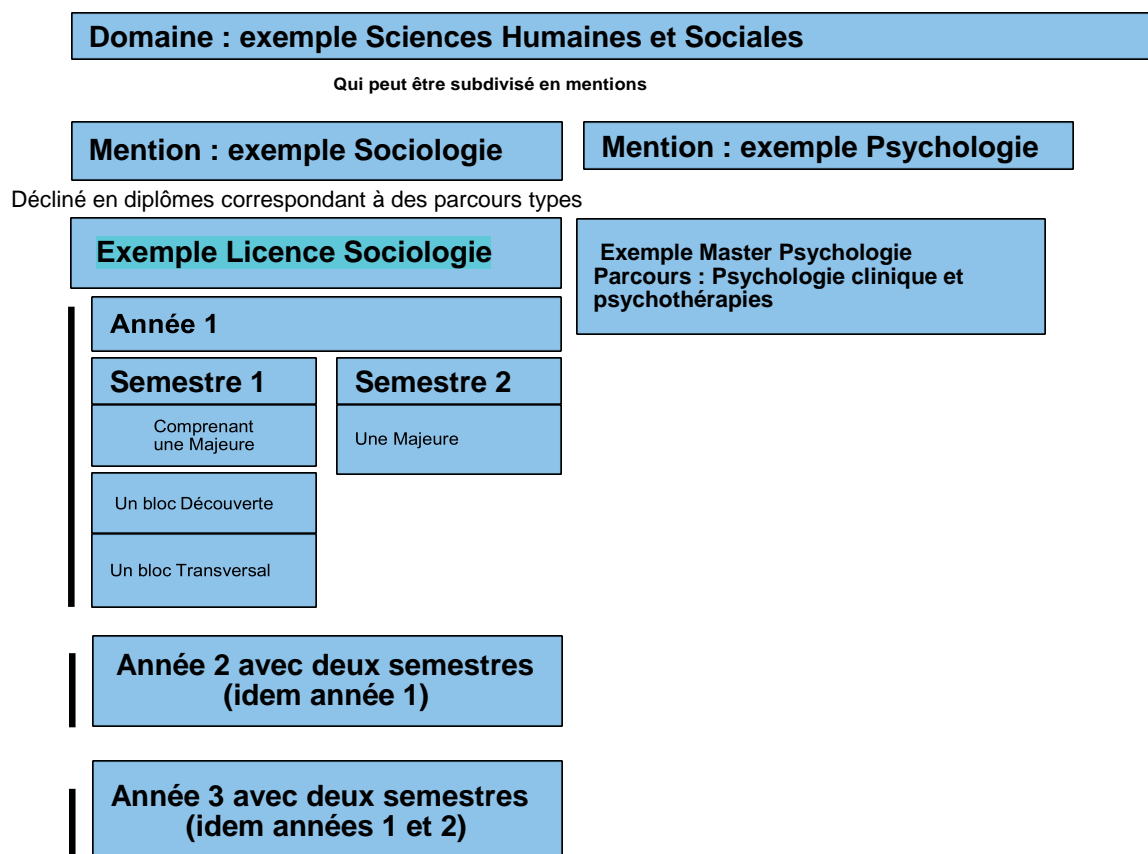 Domaine : exemple Sciences Humaines et Sociales
Qui peut être subdivisé en mentions
Mention : exemple Sociologie
Mention : exemple Psychologie
Décliné en diplômes correspondant à des parcours types
Exemple Licence Sociologie
Exemple Master Psychologie
Parcours : Psychologie clinique et
psychothérapies
Année 1
Semestre 1
Semestre 2
Comprenant
une Majeure
Une Majeure
Un bloc Découverte
Un bloc Transversal
Année 2 avec deux semestres
(idem année 1)
Année 3 avec deux semestres
(idem années 1 et 2)